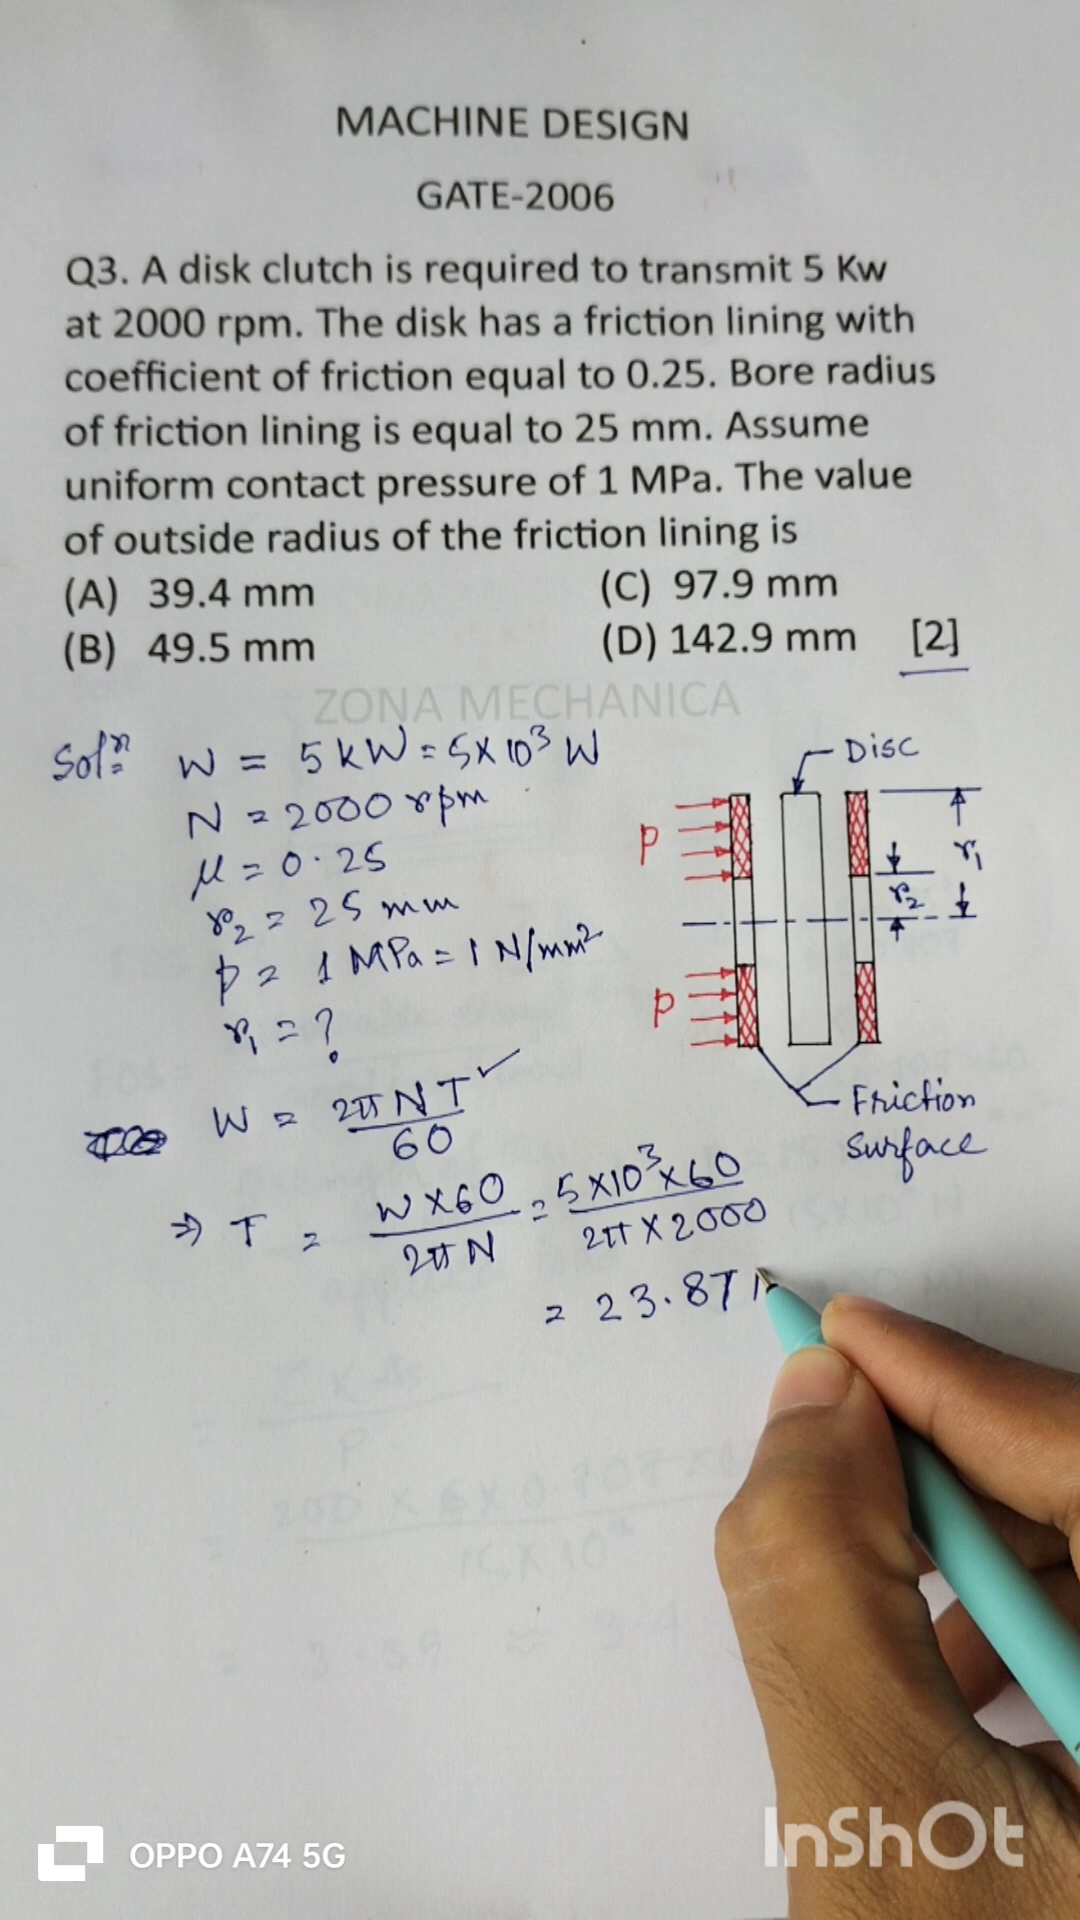 MACHINE DESIGN
GATE-2006
Q3. A disk clutch is required to transmit 5 Kw
at 2000 rpm. The disk has a friction lining with
coefficient of friction equal to 0.25. Bore radius
of friction lining is equal to 25 mm. Assume
uniform contact pressure of 1 MPa. The value
of outside radius of the friction lining is
(A) 39.4 mm (C) 97.9 mm
(B) 49.5 mm (D) 142.9 mm [2]
ZONA MECHANICA
Solⁿ: W = 5 kW = 5×10³ W
N = 2000 rpm
μ = 0.25
r₂ = 25 mm
p = 1 MPa = 1 N/mm²
r₁ = ?
W = 2πNT/60
⇒ T = W×60/2πN = 5×10³×60/2π×2000
= 23.87
Disc
p
p
r₁
r₂
Friction
surface
OPPO A74 5G
InShOt